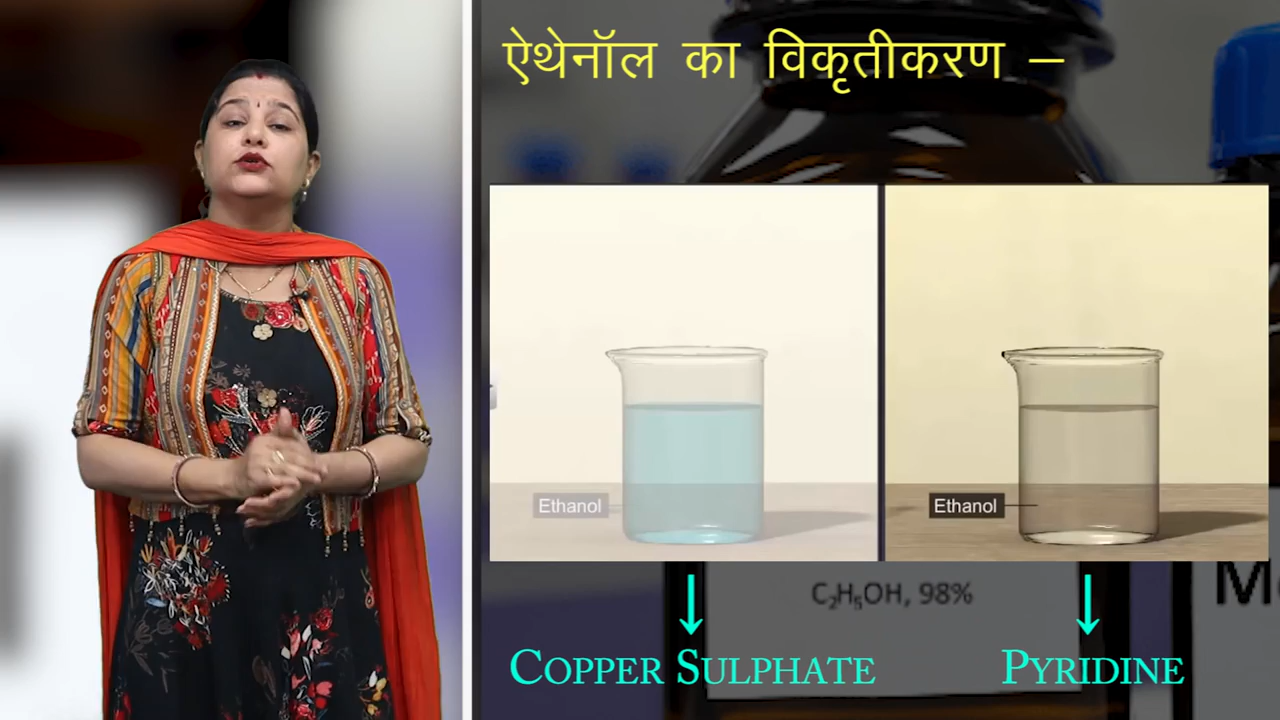 ऐथेनॉल का विकृतीकरण –
Ethanol
Ethanol
C₂H₅OH, 98%
COPPER SULPHATE
PYRIDINE